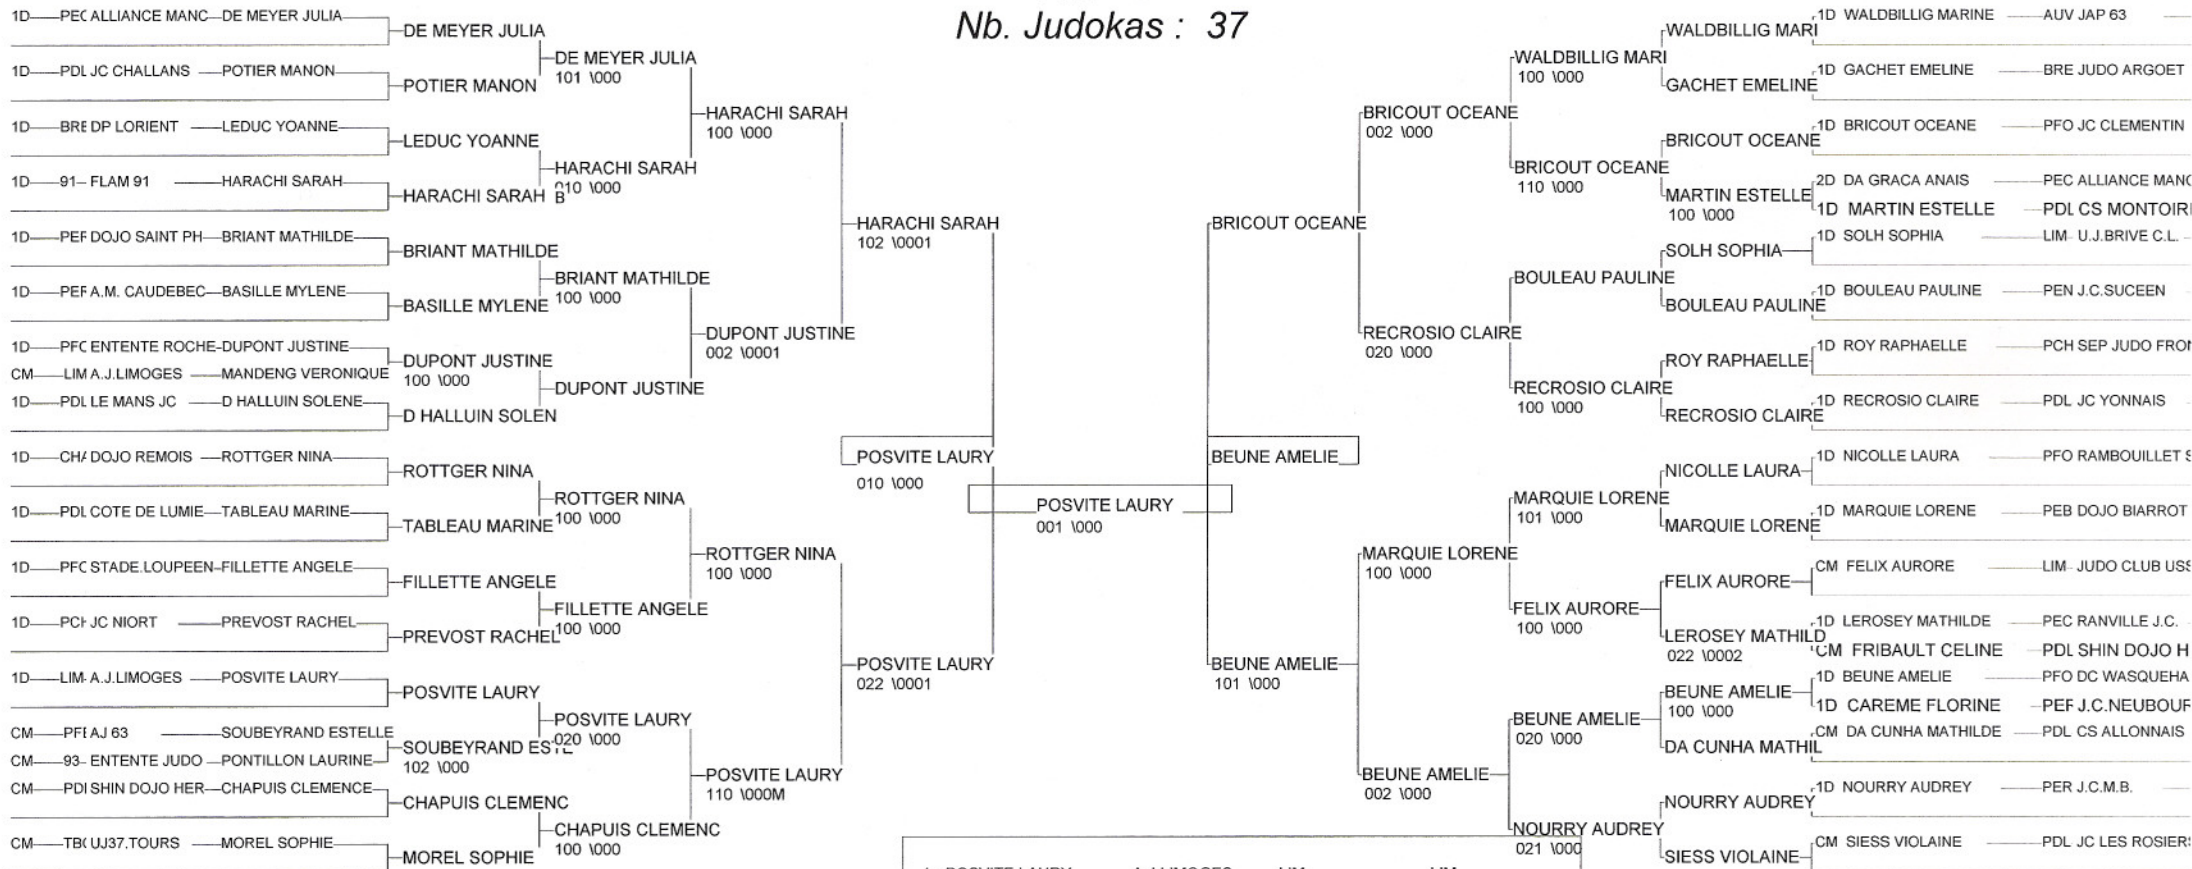 Nb. Judokas : 37
1D PEC ALLIANCE MANC DE MEYER JULIA
1D PDL JC CHALLANS POTIER MANON
1D BRE DP LORIENT LEDUC YOANNE
1D 91 FLAM 91 HARACHI SARAH
1D PEF DOJO SAINT PH BRIANT MATHILDE
1D PEF A.M. CAUDEBEC BASILLE MYLENE
1D PFC ENTENTE ROCHE DUPONT JUSTINE
CM LIM A.J.LIMOGES MANDENG VERONIQUE
1D PDL LE MANS JC D HALLUIN SOLENE
1D CHA DOJO REMOIS ROTTGER NINA
1D PDL COTE DE LUMIE TABLEAU MARINE
1D PFC STADE.LOUPEEN FILLETTE ANGELE
1D PCH JC NIORT PREVOST RACHEL
1D LIM A.J.LIMOGES POSVITE LAURY
CM PFE AJ 63 SOUBEYRAND ESTELLE
CM 93 ENTENTE JUDO PONTILLON LAURINE
CM PDL SHIN DOJO HER CHAPUIS CLEMENCE
CM TBO UJ37.TOURS MOREL SOPHIE
DE MEYER JULIA
POTIER MANON
LEDUC YOANNE
HARACHI SARAH B
BRIANT MATHILDE
BASILLE MYLENE
DUPONT JUSTINE
100 \000
D HALLUIN SOLEN
ROTTGER NINA
TABLEAU MARINE
FILLETTE ANGELE
PREVOST RACHEL
POSVITE LAURY
SOUBEYRAND ESTE
102 \000
CHAPUIS CLEMENC
MOREL SOPHIE
DE MEYER JULIA
101 \000
HARACHI SARAH
010 \000
BRIANT MATHILDE
100 \000
DUPONT JUSTINE
ROTTGER NINA
100 \000
FILLETTE ANGELE
100 \000
POSVITE LAURY
020 \000
CHAPUIS CLEMENC
100 \000
HARACHI SARAH
100 \000
DUPONT JUSTINE
002 \0001
ROTTGER NINA
100 \000
POSVITE LAURY
110 \000M
HARACHI SARAH
102 \0001
POSVITE LAURY
010 \000
POSVITE LAURY
022 \0001
POSVITE LAURY
001 \000
BRICOUT OCEANE
BEUNE AMELIE
BEUNE AMELIE
101 \000
BRICOUT OCEANE
002 \000
RECROSIO CLAIRE
020 \000
MARQUIE LORENE
100 \000
BEUNE AMELIE
002 \000
WALDBILLIG MARI
100 \000
BRICOUT OCEANE
110 \000
BOULEAU PAULINE
RECROSIO CLAIRE
100 \000
MARQUIE LORENE
101 \000
FELIX AURORE
100 \000
BEUNE AMELIE
020 \000
NOURRY AUDREY
021 \000
WALDBILLIG MARI
GACHET EMELINE
BRICOUT OCEANE
MARTIN ESTELLE
100 \000
SOLH SOPHIA
BOULEAU PAULINE
ROY RAPHAELLE
RECROSIO CLAIRE
NICOLLE LAURA
MARQUIE LORENE
FELIX AURORE
LEROSEY MATHILD
022 \0002
BEUNE AMELIE
100 \000
DA CUNHA MATHIL
NOURRY AUDREY
SIESS VIOLAINE
1D WALDBILLIG MARINE AUV JAP 63
1D GACHET EMELINE BRE JUDO ARGOET
1D BRICOUT OCEANE PFO JC CLEMENTIN
2D DA GRACA ANAIS PEC ALLIANCE MANC
1D MARTIN ESTELLE PDL CS MONTOIRI
1D SOLH SOPHIA LIM U.J.BRIVE C.L.
1D BOULEAU PAULINE PEN J.C.SUCEEN
1D ROY RAPHAELLE PCH SEP JUDO FRON
1D RECROSIO CLAIRE PDL JC YONNAIS
1D NICOLLE LAURA PFO RAMBOUILLET S
1D MARQUIE LORENE PEB DOJO BIARROT
CM FELIX AURORE LIM JUDO CLUB USS
1D LEROSEY MATHILDE PEC RANVILLE J.C.
CM FRIBAULT CELINE PDL SHIN DOJO H
1D BEUNE AMELIE PFO DC WASQUEHA
1D CAREME FLORINE PEF J.C.NEUBOUR
CM DA CUNHA MATHILDE PDL CS ALLONNAIS
1D NOURRY AUDREY PER J.C.M.B.
CM SIESS VIOLAINE PDL JC LES ROSIERS